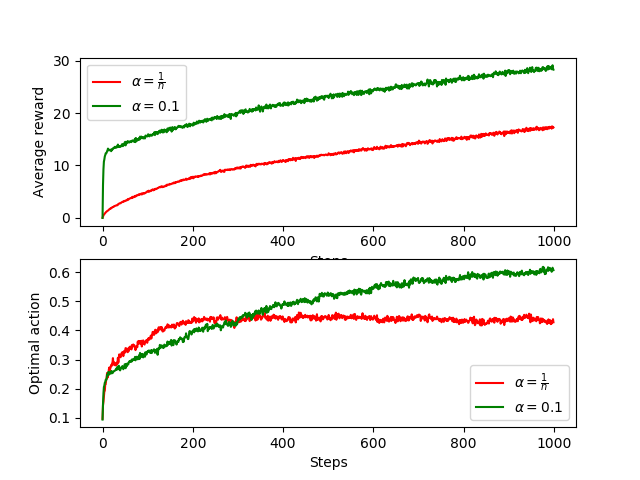 30
20
10
0
Average reward
α = 1/n
α = 0.1
0 200 400 600 800 1000
Steps
0.6
0.5
0.4
0.3
0.2
0.1
Optimal action
α = 1/n
α = 0.1
0 200 400 600 800 1000
Steps